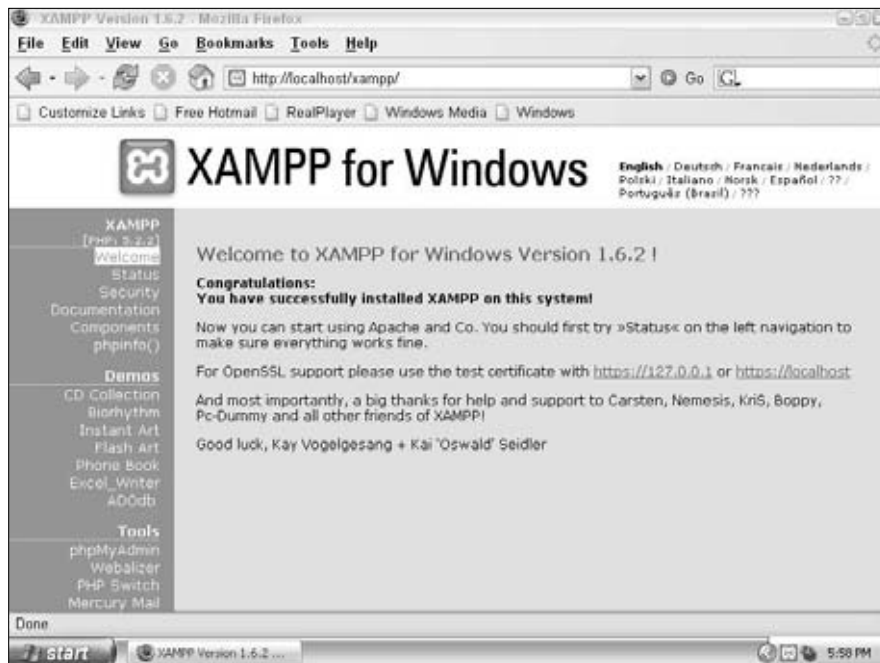 XAMPP Version 1.6.2 - Mozilla Firefox
File Edit View Go Bookmarks Tools Help
http://localhost/xampp/ Go G
Customize Links Free Hotmail RealPlayer Windows Media Windows
XAMPP for Windows
English / Deutsch / Francais / Nederlands /
Polski / Italiano / Norsk / Español / ?? /
Português (Brasil) / ???
XAMPP
[PHP: 5.2.2]
Welcome
Status
Security
Documentation
Components
phpinfo()
Demos
CD Collection
Biorhythm
Instant Art
Flash Art
Phone Book
Excel_Writer
ADOdb
Tools
phpMyAdmin
Webalizer
PHP Switch
Mercury Mail
Welcome to XAMPP for Windows Version 1.6.2 !
Congratulations:
You have successfully installed XAMPP on this system!
Now you can start using Apache and Co. You should first try »Status« on the left navigation to
make sure everything works fine.
For OpenSSL support please use the test certificate with https://127.0.0.1 or https://localhost
And most importantly, a big thanks for help and support to Carsten, Nemesis, KriS, Boppy,
Pc-Dummy and all other friends of XAMPP!
Good luck, Kay Vogelgesang + Kai 'Oswald' Seidler
Done
start XAMPP Version 1.6.2 ... 5:58 PM